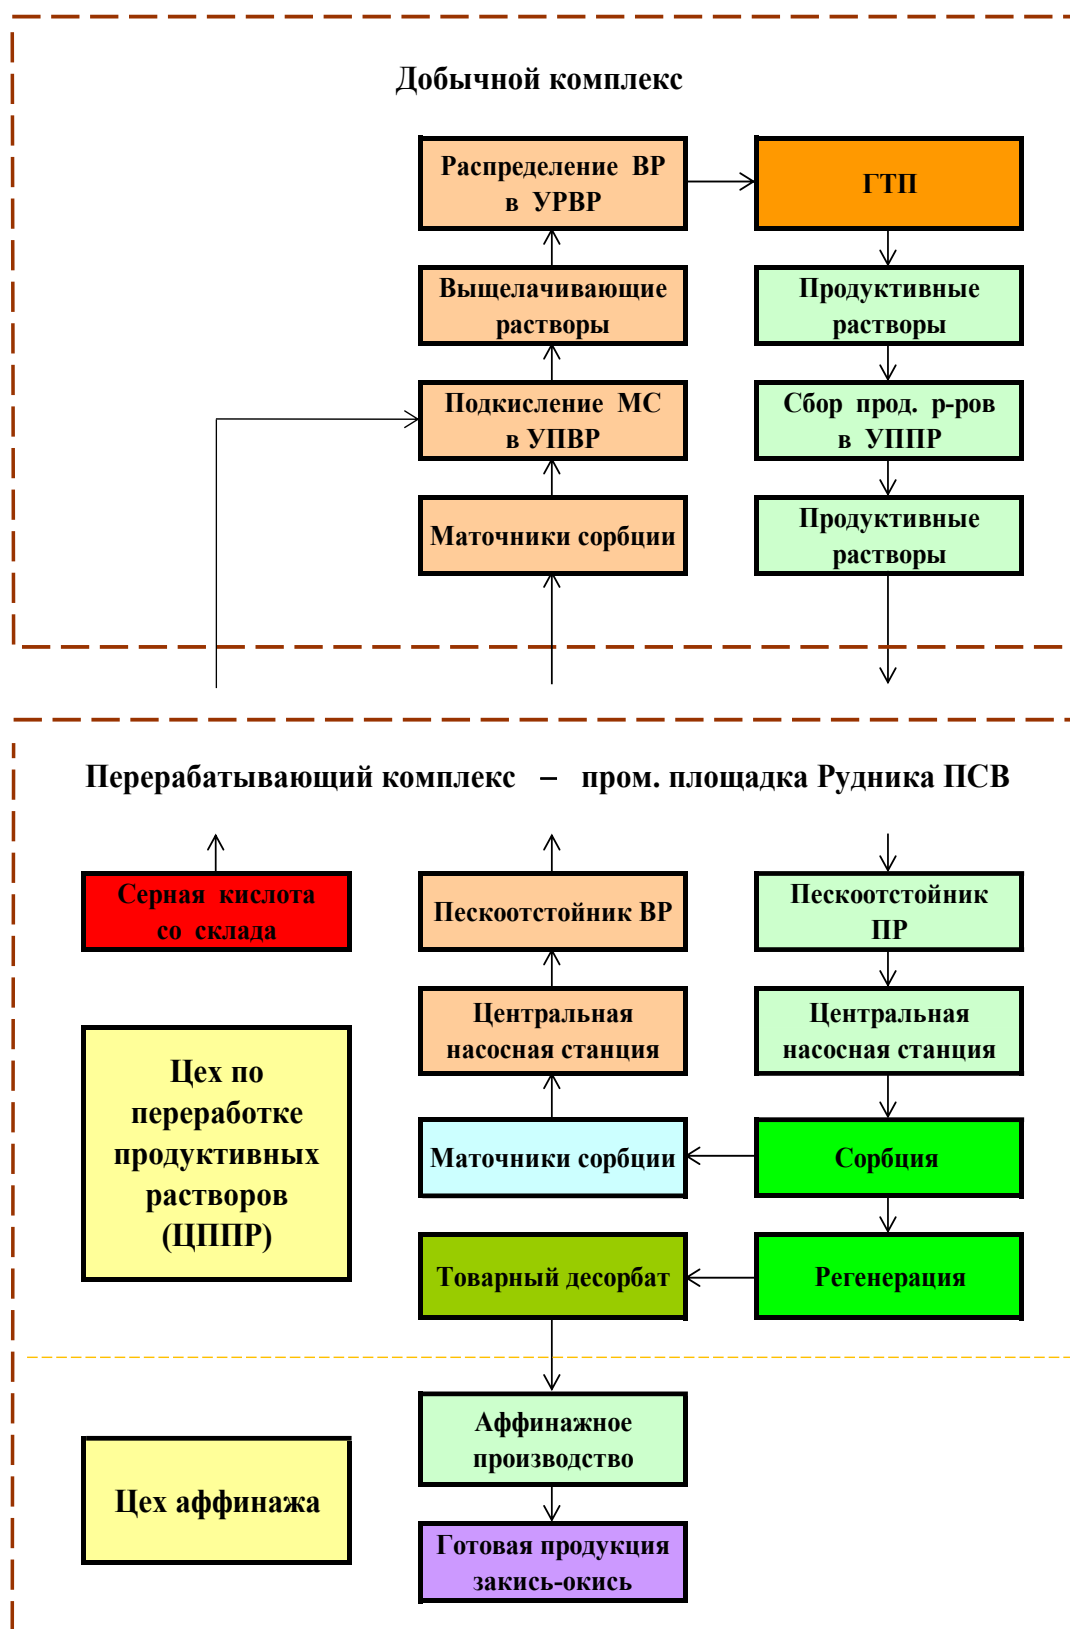 Добычной комплекс
Распределение ВР
в УРВР
ГТП
Выщелачивающие
растворы
Продуктивные
растворы
Подкисление МС
в УПВР
Сбор прод. р-ров
в УППР
Маточники сорбции
Продуктивные
растворы
Перерабатывающий комплекс – пром. площадка Рудника ПСВ
Серная кислота
со склада
Пескоотстойник ВР
Пескоотстойник
ПР
Центральная
насосная станция
Центральная
насосная станция
Цех по
переработке
продуктивных
растворов
(ЦППР)
Маточники сорбции
Сорбция
Товарный десорбат
Регенерация
Аффинажное
производство
Цех аффинажа
Готовая продукция
закись-окись